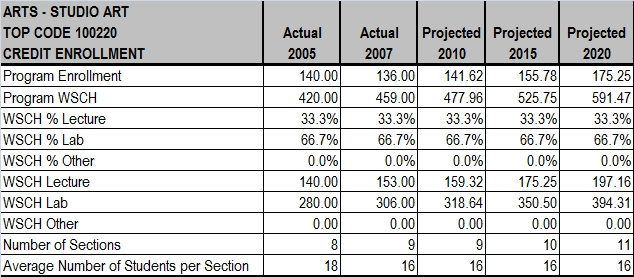 ARTS - STUDIO ART
TOP CODE 100220 Actual Actual Projected Projected Projected
CREDIT ENROLLMENT 2005 2007 2010 2015 2020
Program Enrollment 140.00 136.00 141.62 155.78 175.25
Program WSCH 420.00 459.00 477.96 525.75 591.47
WSCH % Lecture 33.3% 33.3% 33.3% 33.3% 33.3%
WSCH % Lab 66.7% 66.7% 66.7% 66.7% 66.7%
WSCH % Other 0.0% 0.0% 0.0% 0.0% 0.0%
WSCH Lecture 140.00 153.00 159.32 175.25 197.16
WSCH Lab 280.00 306.00 318.64 350.50 394.31
WSCH Other 0.00 0.00 0.00 0.00 0.00
Number of Sections 8 9 9 10 11
Average Number of Students per Section 18 16 16 16 16